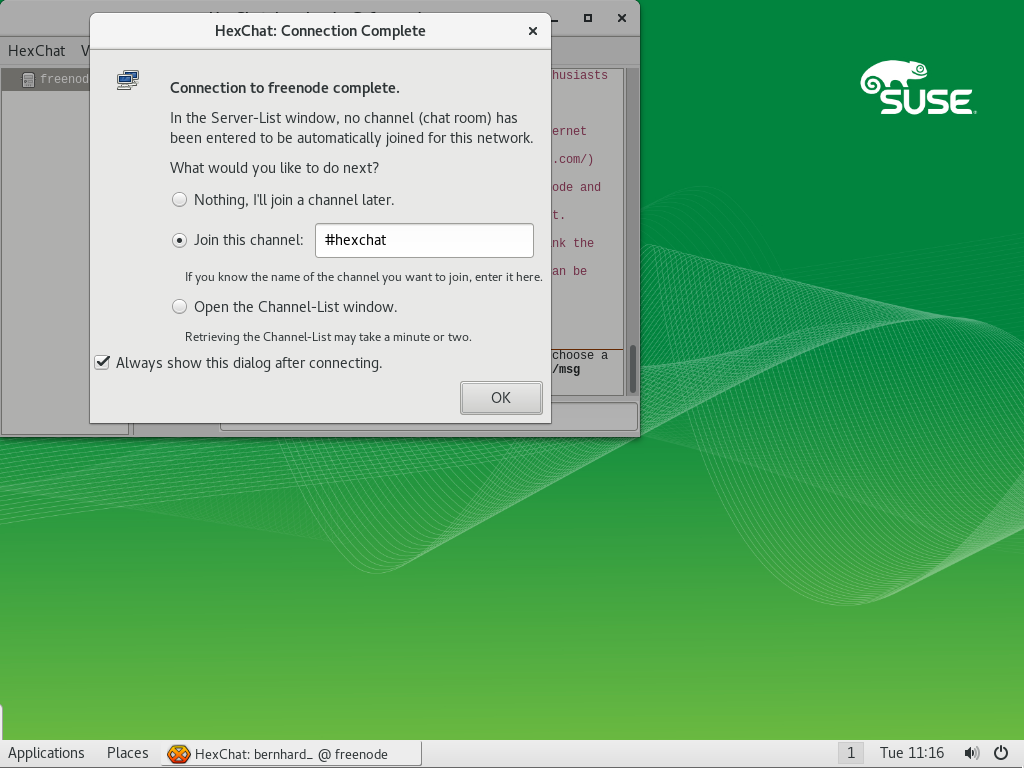 HexChat: Connection Complete
HexChat
freenode
Connection to freenode complete.
In the Server-List window, no channel (chat room) has
been entered to be automatically joined for this network.
What would you like to do next?
Nothing, I'll join a channel later.
Join this channel:
#hexchat
If you know the name of the channel you want to join, enter it here.
Open the Channel-List window.
Retrieving the Channel-List may take a minute or two.
Always show this dialog after connecting.
OK
.com/)
and
t.
the
an be
choose a
/msg
SUSE
Applications
Places
HexChat: bernhard_ @ freenode
1
Tue 11:16